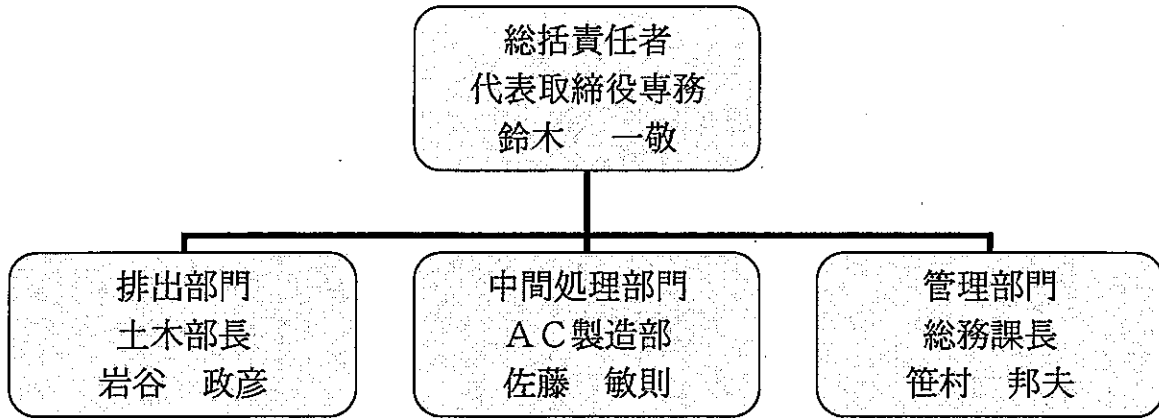 総括責任者
代表取締役専務
鈴木　一敬
排出部門
土木部長
岩谷　政彦
中間処理部門
ＡＣ製造部
佐藤　敏則
管理部門
総務課長
笹村　邦夫